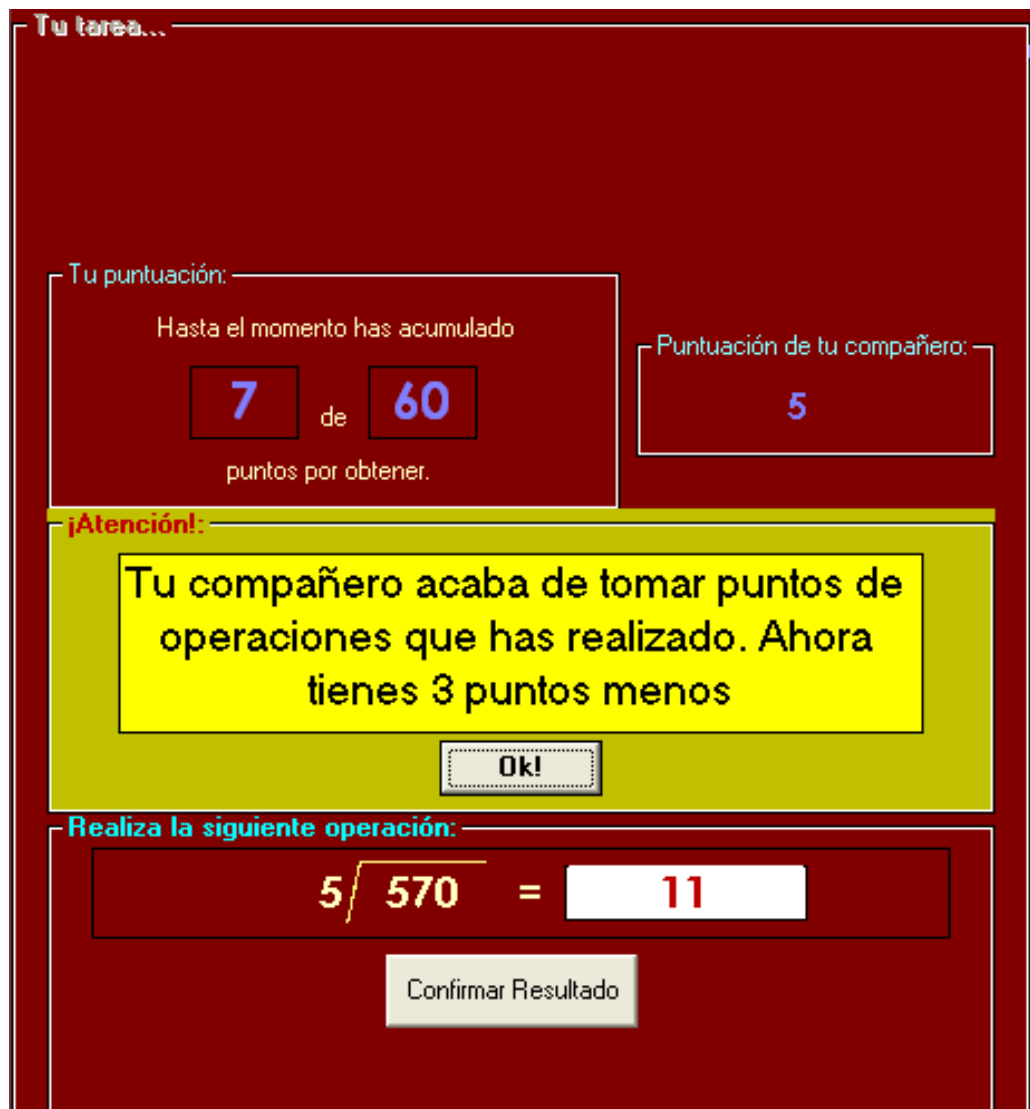 Tu tarea...
Tu puntuación:
Hasta el momento has acumulado
7 de 60
puntos por obtener.
Puntuación de tu compañero:
5
¡Atención!:
Tu compañero acaba de tomar puntos de
operaciones que has realizado. Ahora
tienes 3 puntos menos
Ok!
Realiza la siguiente operación:
5 570 = 11
Confirmar Resultado